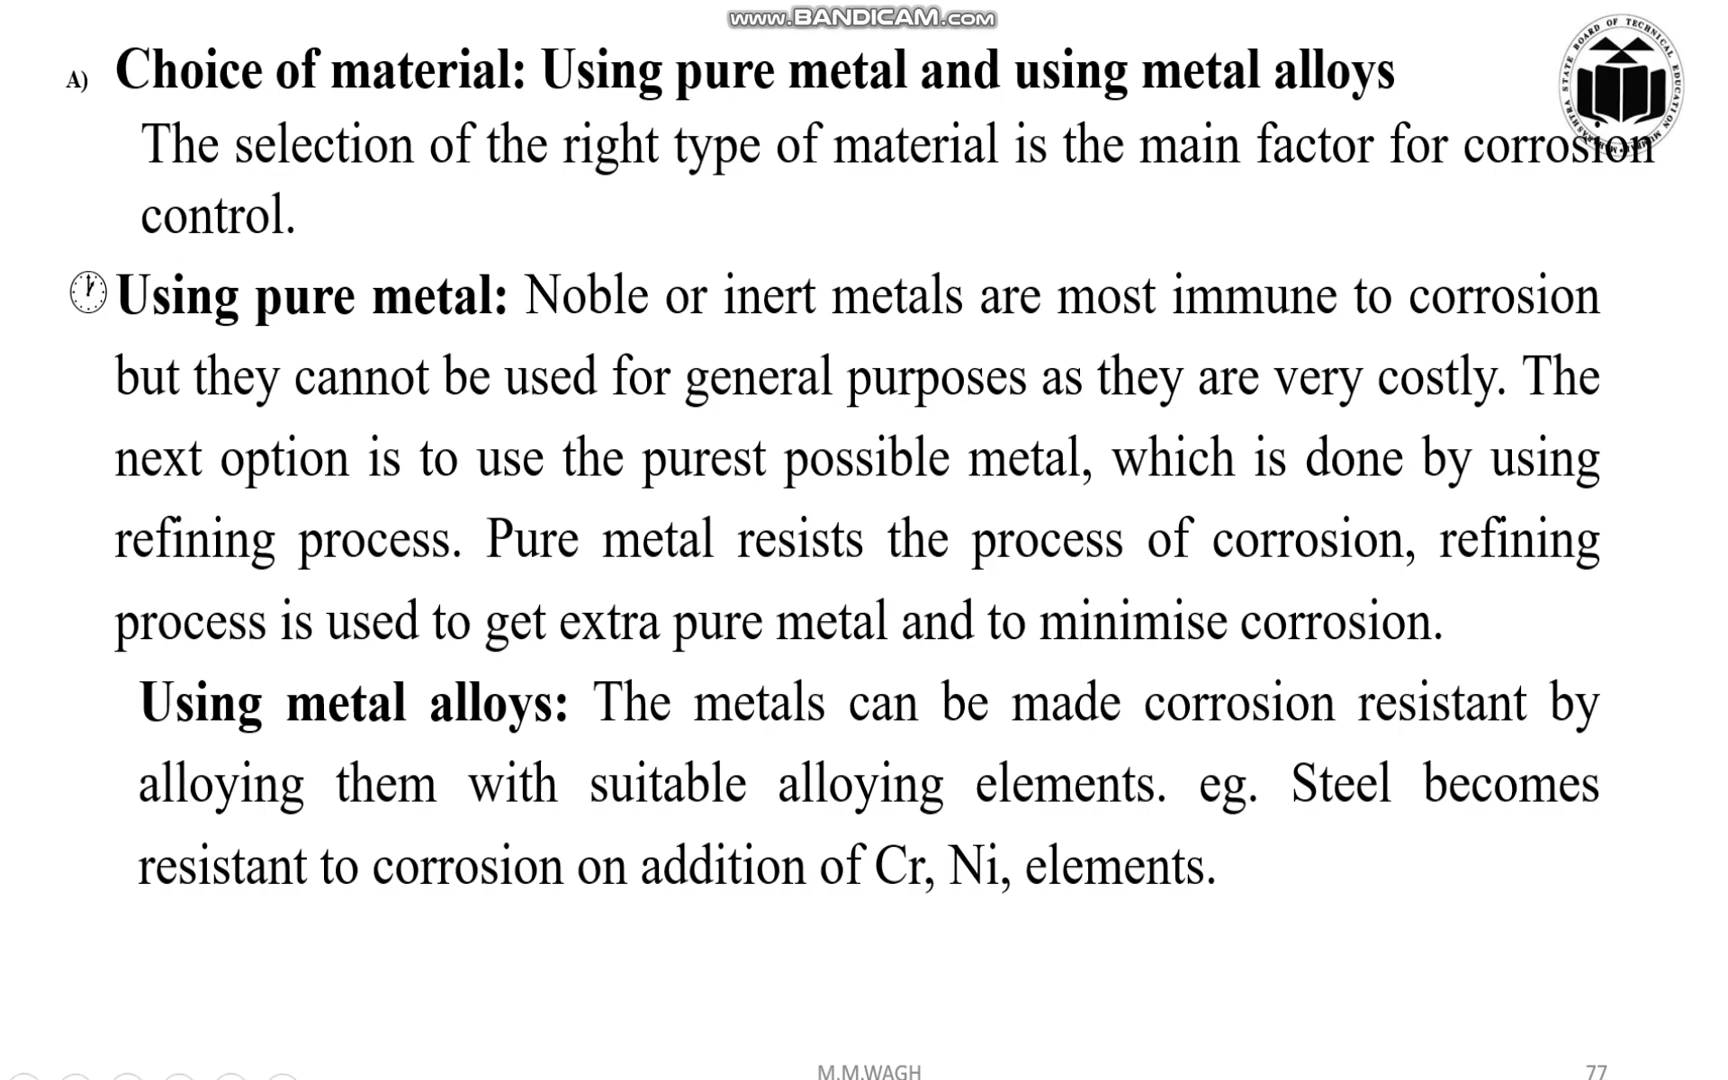 www.BANDICAM.com
A) Choice of material: Using pure metal and using metal alloys
The selection of the right type of material is the main factor for corrosion
control.
Using pure metal: Noble or inert metals are most immune to corrosion
but they cannot be used for general purposes as they are very costly. The
next option is to use the purest possible metal, which is done by using
refining process. Pure metal resists the process of corrosion, refining
process is used to get extra pure metal and to minimise corrosion.
Using metal alloys: The metals can be made corrosion resistant by
alloying them with suitable alloying elements. eg. Steel becomes
resistant to corrosion on addition of Cr, Ni, elements.
M.M.WAGH
77